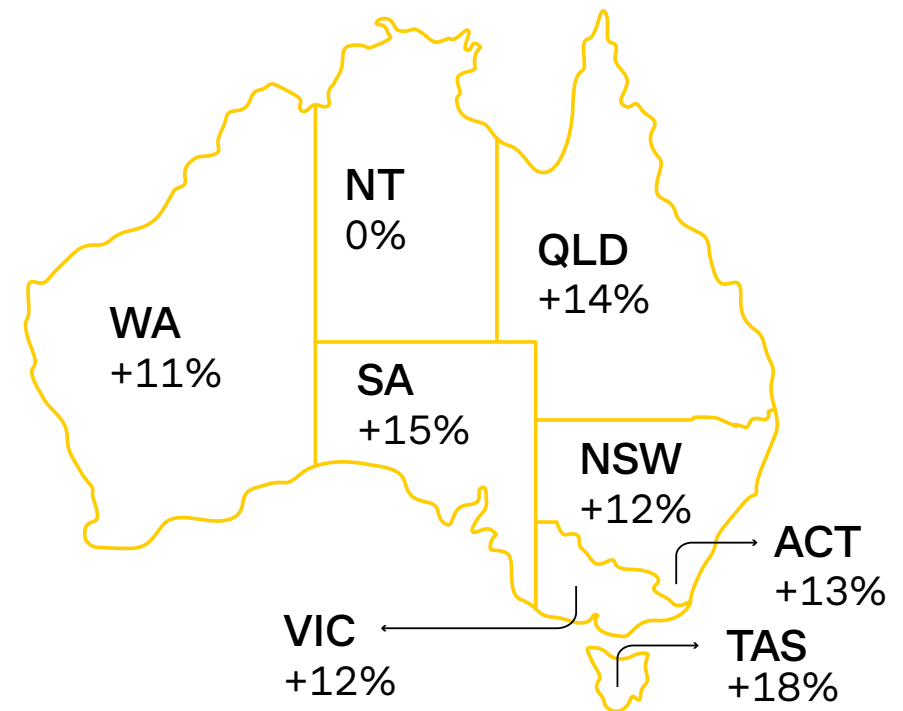 NT
0%
QLD
+14%
WA
+11%
SA
+15%
NSW
+12%
ACT
+13%
VIC
+12%
TAS
+18%